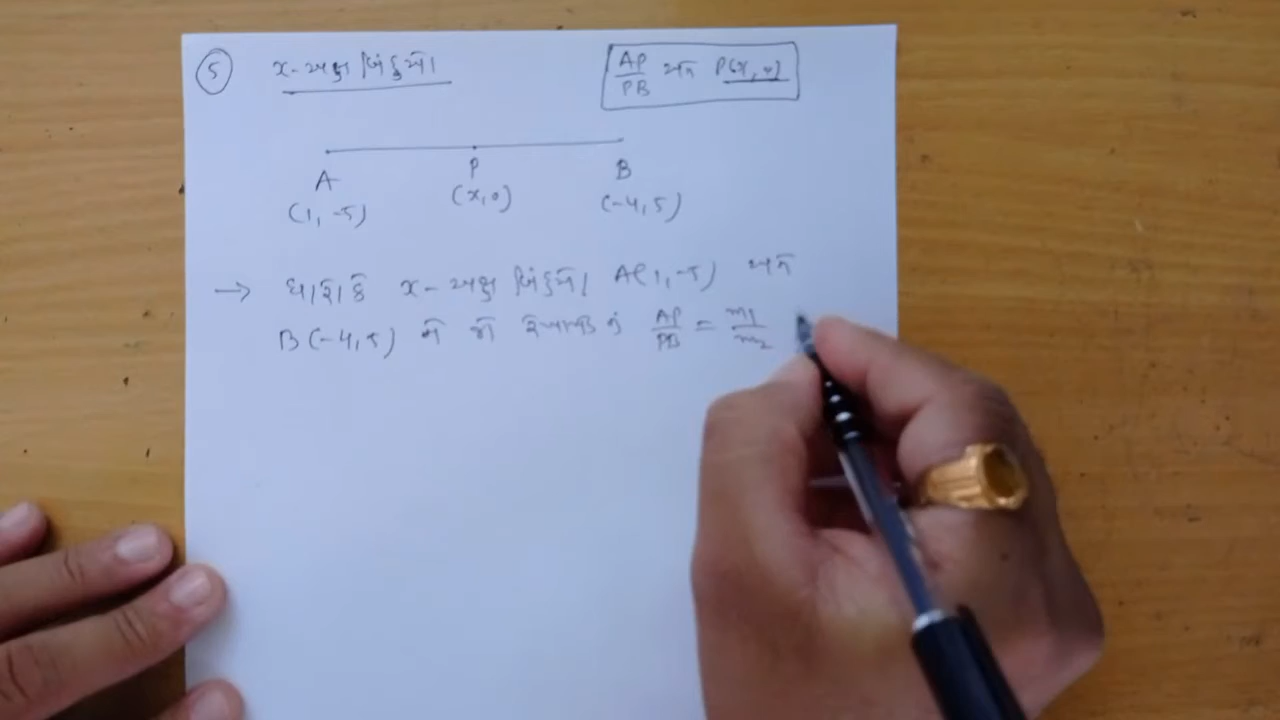 5 x-અક્ષ બિંદુએ
AP/PB અને P(x, 0)
A P B
(1, -5) (x, 0) (-4, 5)
→ ધારો કે x-અક્ષ બિંદુએ A(1, -5) અને
B(-4, 5) ને AP/PB = m1/m2